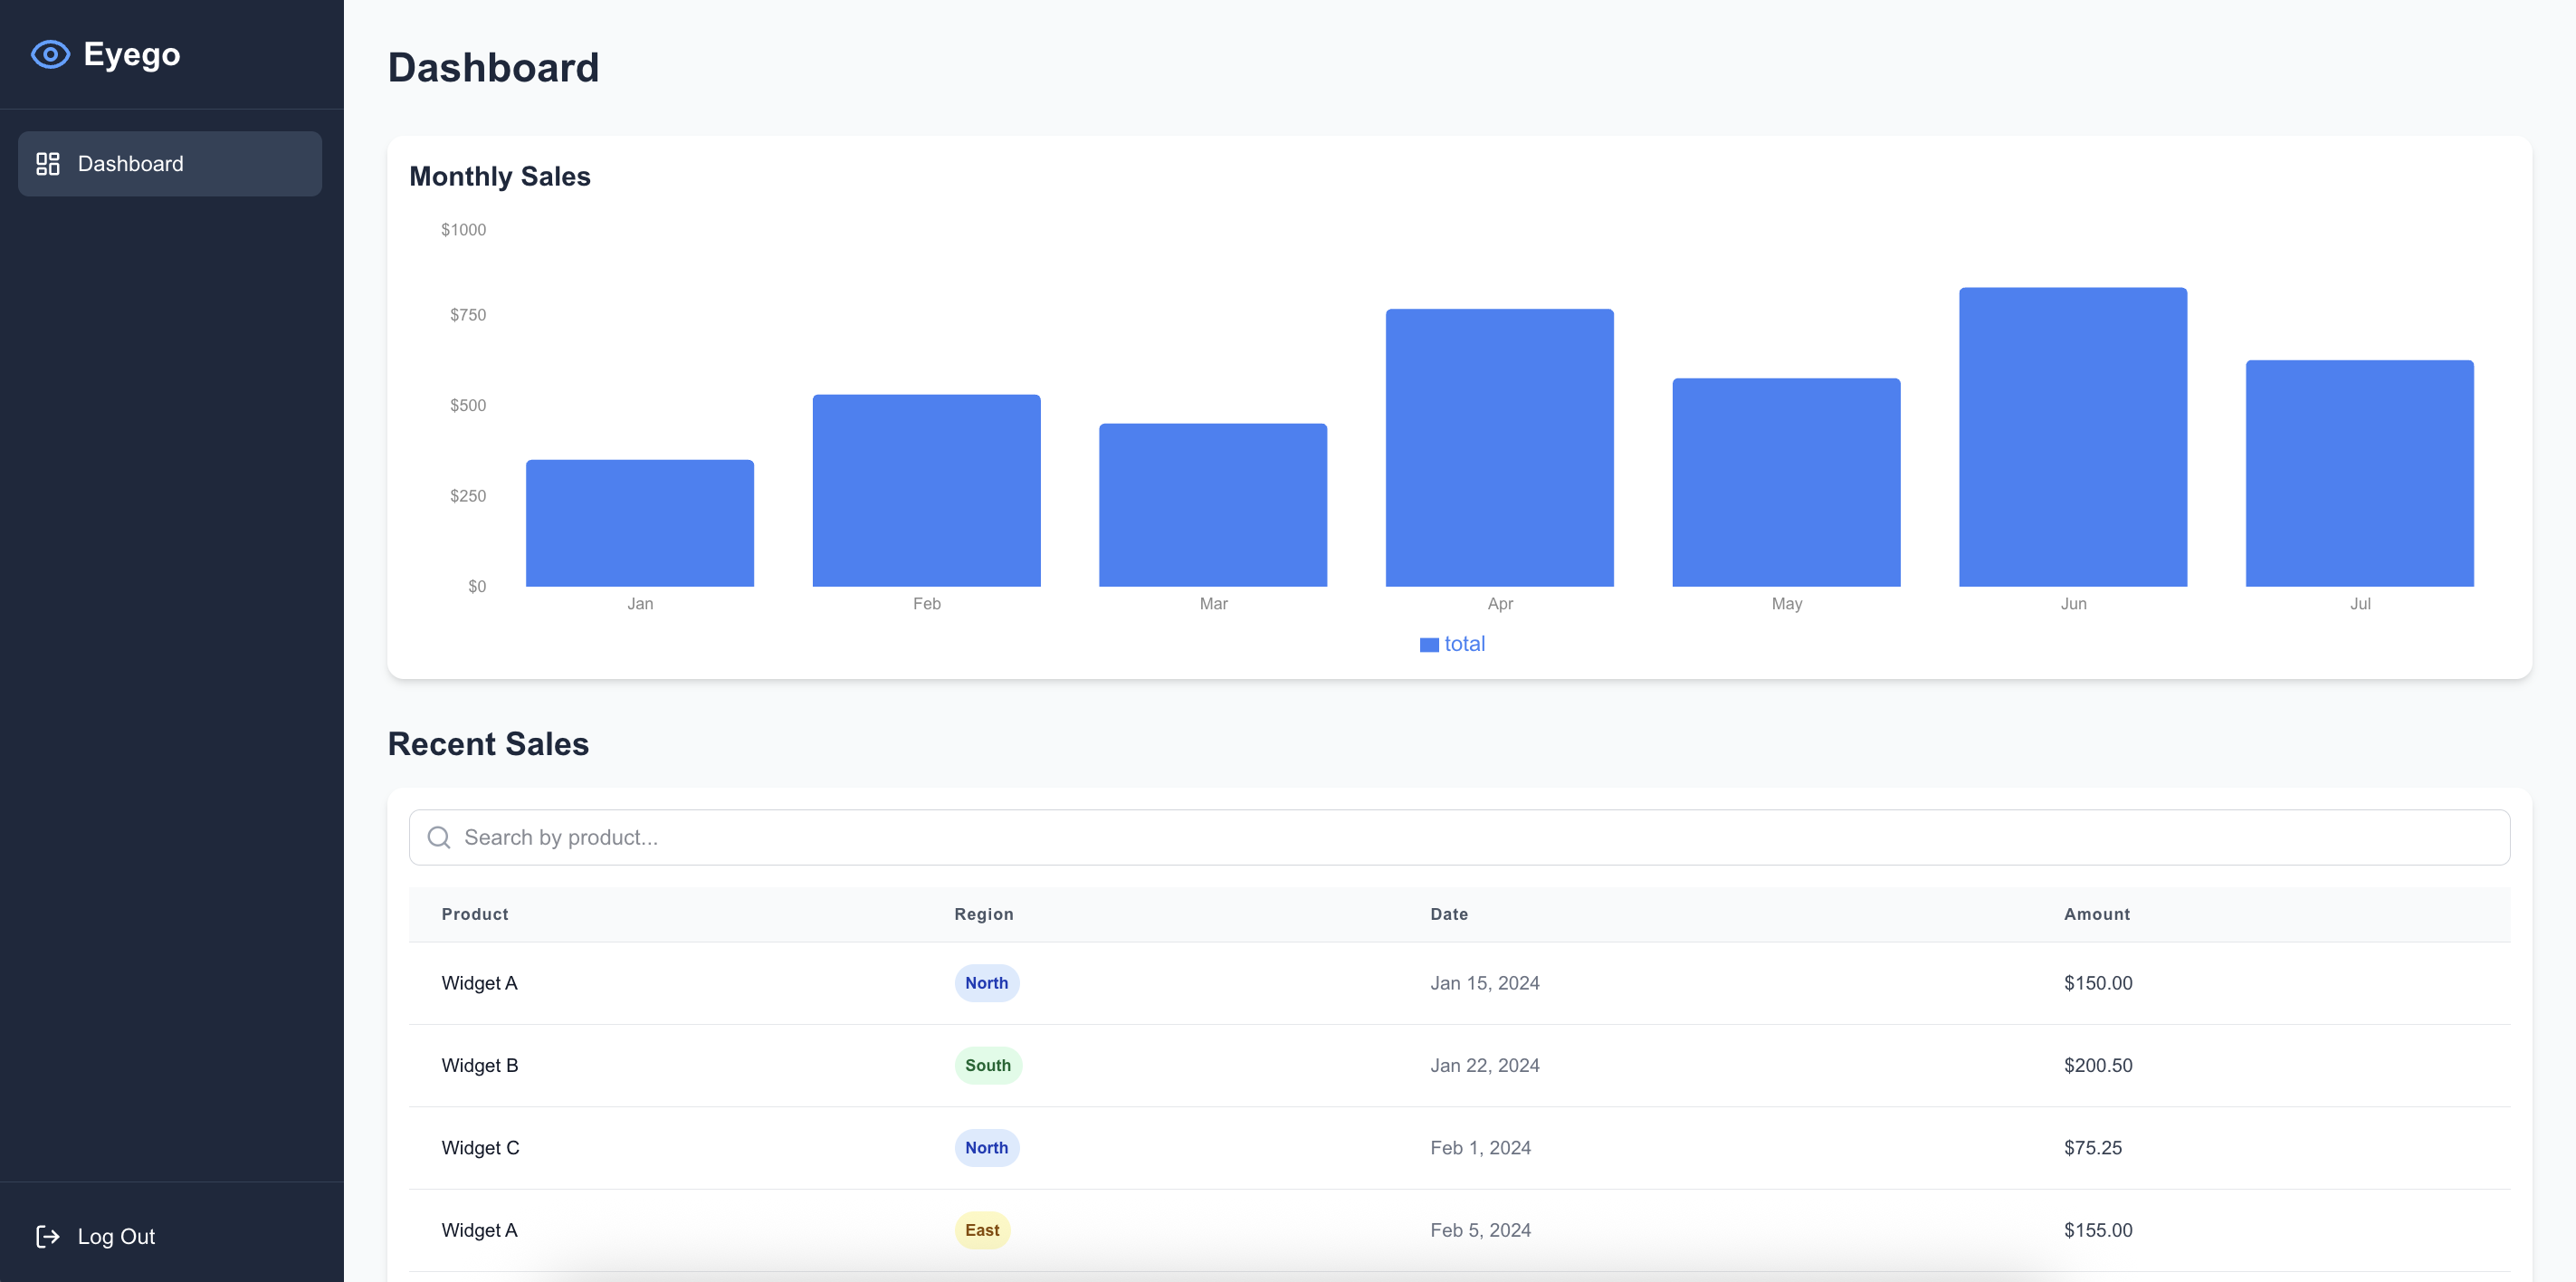 Eyego
Dashboard
Log Out
Dashboard
Monthly Sales
$1000
$750
$500
$250
$0
Jan Feb Mar Apr May Jun Jul
total
Recent Sales
Search by product...
Product Region Date Amount
Widget A North Jan 15, 2024 $150.00
Widget B South Jan 22, 2024 $200.50
Widget C North Feb 1, 2024 $75.25
Widget A East Feb 5, 2024 $155.00